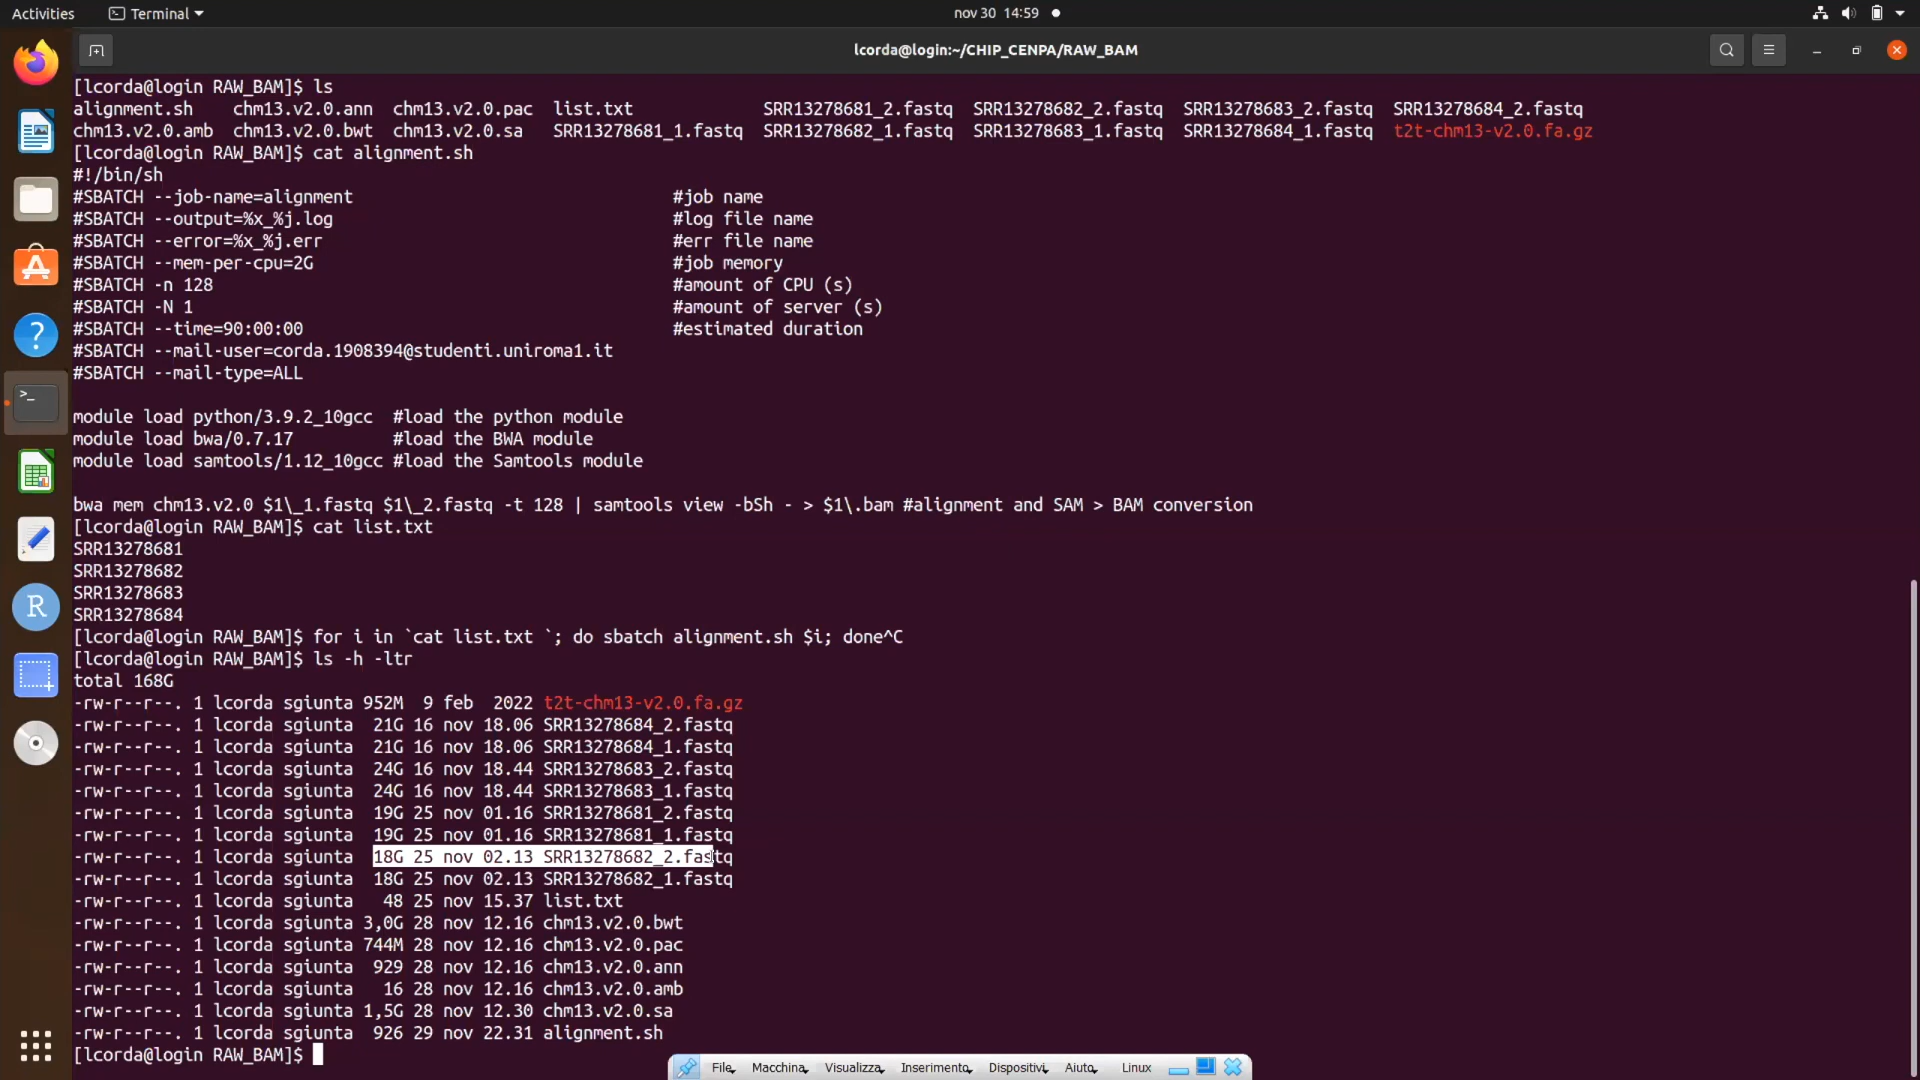 Activities Terminal nov 30 14:59
lcorda@login:~/CHIP_CENPA/RAW_BAM
[lcorda@login RAW_BAM]$ ls
alignment.sh chm13.v2.0.ann chm13.v2.0.pac list.txt SRR13278681_2.fastq SRR13278682_2.fastq SRR13278683_2.fastq SRR13278684_2.fastq
chm13.v2.0.amb chm13.v2.0.bwt chm13.v2.0.sa SRR13278681_1.fastq SRR13278682_1.fastq SRR13278683_1.fastq SRR13278684_1.fastq t2t-chm13-v2.0.fa.gz
[lcorda@login RAW_BAM]$ cat alignment.sh
#!/bin/sh
#SBATCH --job-name=alignment #job name
#SBATCH --output=%x_%j.log #log file name
#SBATCH --error=%x_%j.err #err file name
#SBATCH --mem-per-cpu=2G #job memory
#SBATCH -n 128 #amount of CPU (s)
#SBATCH -N 1 #amount of server (s)
#SBATCH --time=90:00:00 #estimated duration
#SBATCH --mail-user=corda.1908394@studenti.uniroma1.it
#SBATCH --mail-type=ALL
module load python/3.9.2_10gcc #load the python module
module load bwa/0.7.17 #load the BWA module
module load samtools/1.12_10gcc #load the Samtools module
bwa mem chm13.v2.0 $1\_1.fastq $1\_2.fastq -t 128 | samtools view -bSh - > $1\.bam #alignment and SAM > BAM conversion
[lcorda@login RAW_BAM]$ cat list.txt
SRR13278681
SRR13278682
SRR13278683
SRR13278684
[lcorda@login RAW_BAM]$ for i in `cat list.txt `; do sbatch alignment.sh $i; done^C
[lcorda@login RAW_BAM]$ ls -h -ltr
total 168G
-rw-r--r--. 1 lcorda sgiunta 952M 9 feb 2022 t2t-chm13-v2.0.fa.gz
-rw-r--r--. 1 lcorda sgiunta 21G 16 nov 18.06 SRR13278684_2.fastq
-rw-r--r--. 1 lcorda sgiunta 21G 16 nov 18.06 SRR13278684_1.fastq
-rw-r--r--. 1 lcorda sgiunta 24G 16 nov 18.44 SRR13278683_2.fastq
-rw-r--r--. 1 lcorda sgiunta 24G 16 nov 18.44 SRR13278683_1.fastq
-rw-r--r--. 1 lcorda sgiunta 19G 25 nov 01.16 SRR13278681_2.fastq
-rw-r--r--. 1 lcorda sgiunta 19G 25 nov 01.16 SRR13278681_1.fastq
-rw-r--r--. 1 lcorda sgiunta 18G 25 nov 02.13 SRR13278682_2.fastq
-rw-r--r--. 1 lcorda sgiunta 18G 25 nov 02.13 SRR13278682_1.fastq
-rw-r--r--. 1 lcorda sgiunta 48 25 nov 15.37 list.txt
-rw-r--r--. 1 lcorda sgiunta 3,0G 28 nov 12.16 chm13.v2.0.bwt
-rw-r--r--. 1 lcorda sgiunta 744M 28 nov 12.16 chm13.v2.0.pac
-rw-r--r--. 1 lcorda sgiunta 929 28 nov 12.16 chm13.v2.0.ann
-rw-r--r--. 1 lcorda sgiunta 16 28 nov 12.16 chm13.v2.0.amb
-rw-r--r--. 1 lcorda sgiunta 1,5G 28 nov 12.30 chm13.v2.0.sa
-rw-r--r--. 1 lcorda sgiunta 926 29 nov 22.31 alignment.sh
[lcorda@login RAW_BAM]$
File Macchina Visualizza Inserimento Dispositivi Aiuto Linux